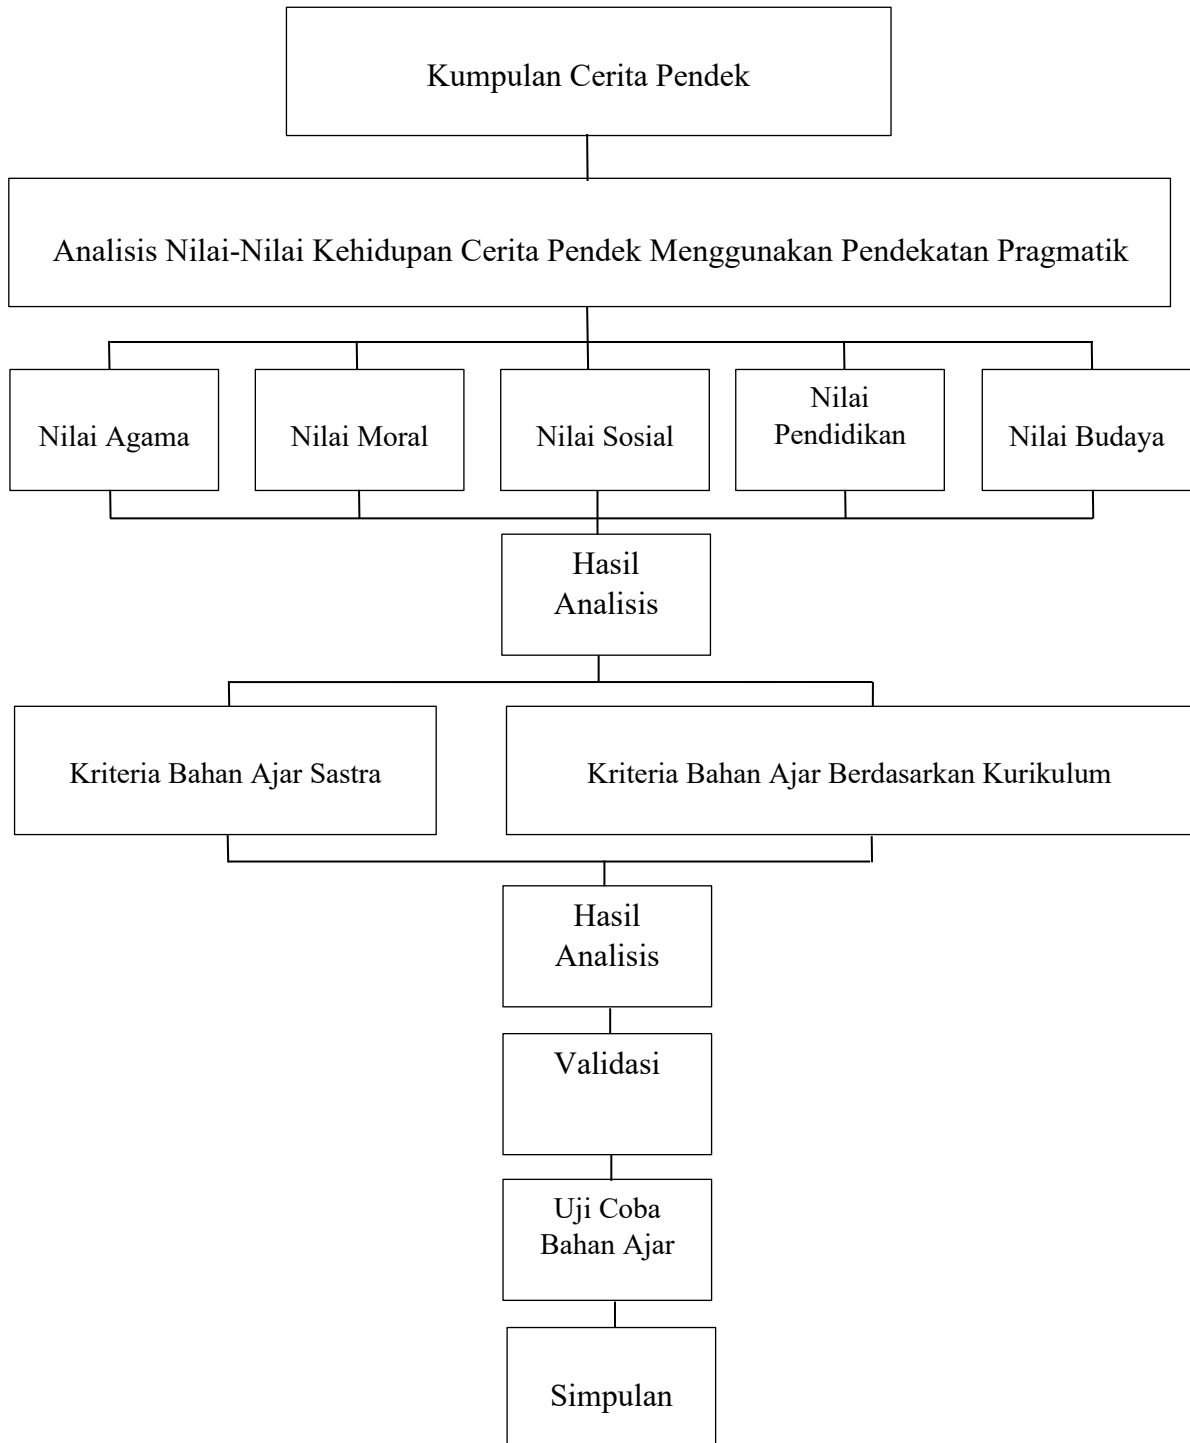 Kumpulan Cerita Pendek
Analisis Nilai-Nilai Kehidupan Cerita Pendek Menggunakan Pendekatan Pragmatik
Nilai Agama
Nilai Moral
Nilai Sosial
Nilai
Pendidikan
Nilai Budaya
Hasil
Analisis
Kriteria Bahan Ajar Sastra
Kriteria Bahan Ajar Berdasarkan Kurikulum
Hasil
Analisis
Validasi
Uji Coba
Bahan Ajar
Simpulan